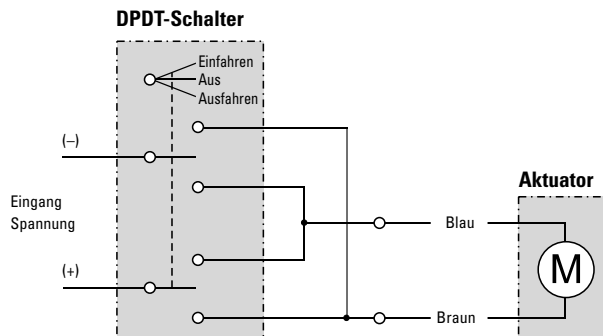 DPDT-Schalter
Einfahren
Aus
Ausfahren
(–)
Eingang
Spannung
(+)
Blau
Braun
Aktuator
M